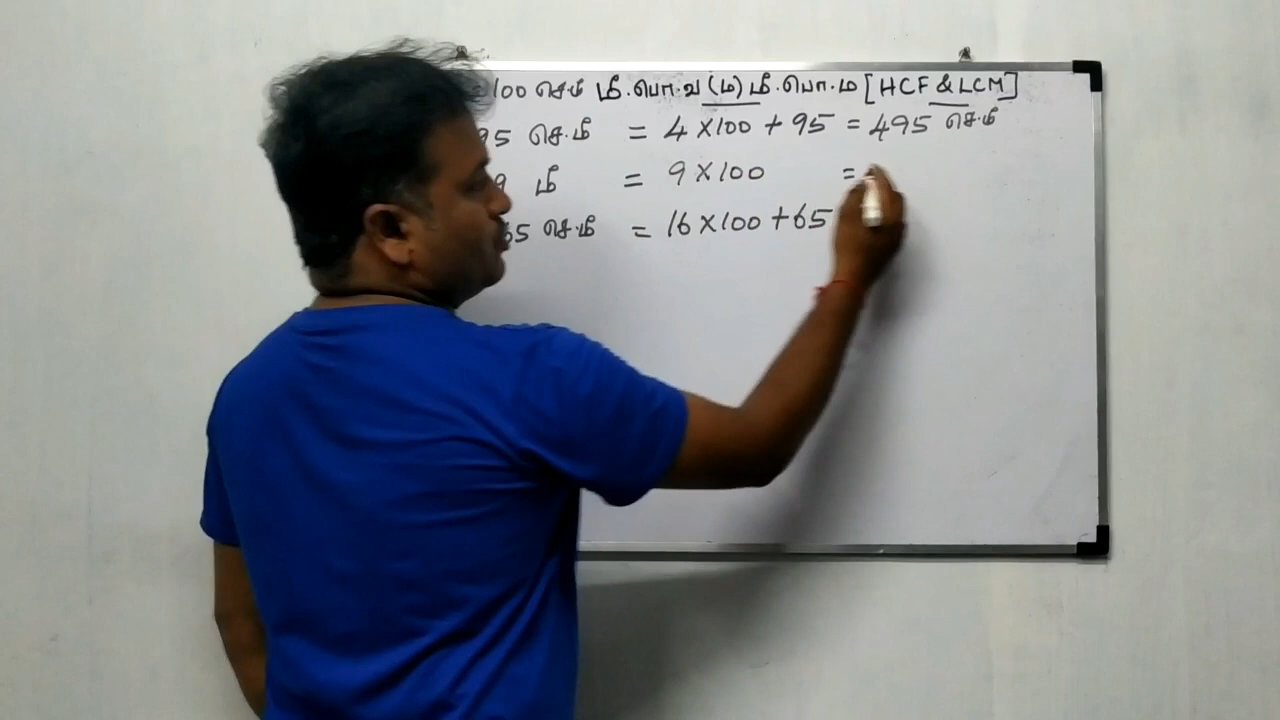 100 செ.மீ மீ.பொ.வ (ம) மீ.பொ.ம [HCF & LCM]
95 செ.மீ = 4 X 100 + 95 = 495 செ.மீ
9 மீ = 9 X 100 =
65 செ.மீ = 16 X 100 + 65